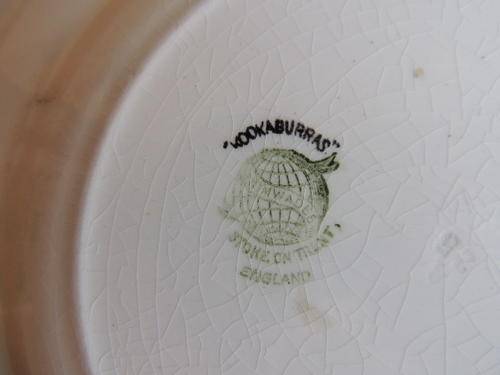 "KOOKABURRAS"
STOKE ON TRENT,
ENGLAND